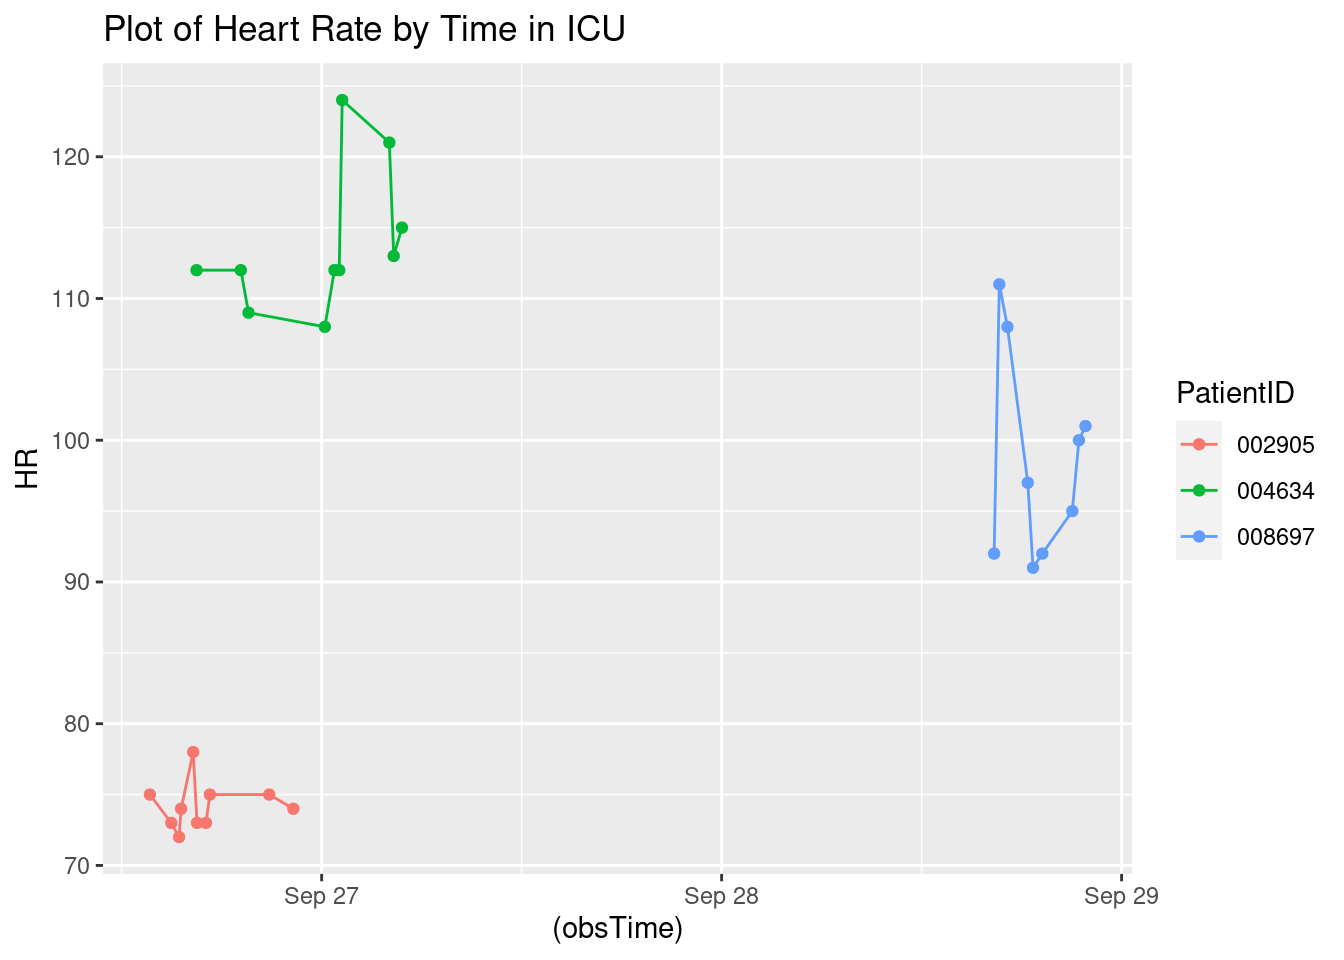 Plot of Heart Rate by Time in ICU
120
110
100
90
80
70
HR
Sep 27
Sep 28
Sep 29
(obsTime)
PatientID
002905
004634
008697